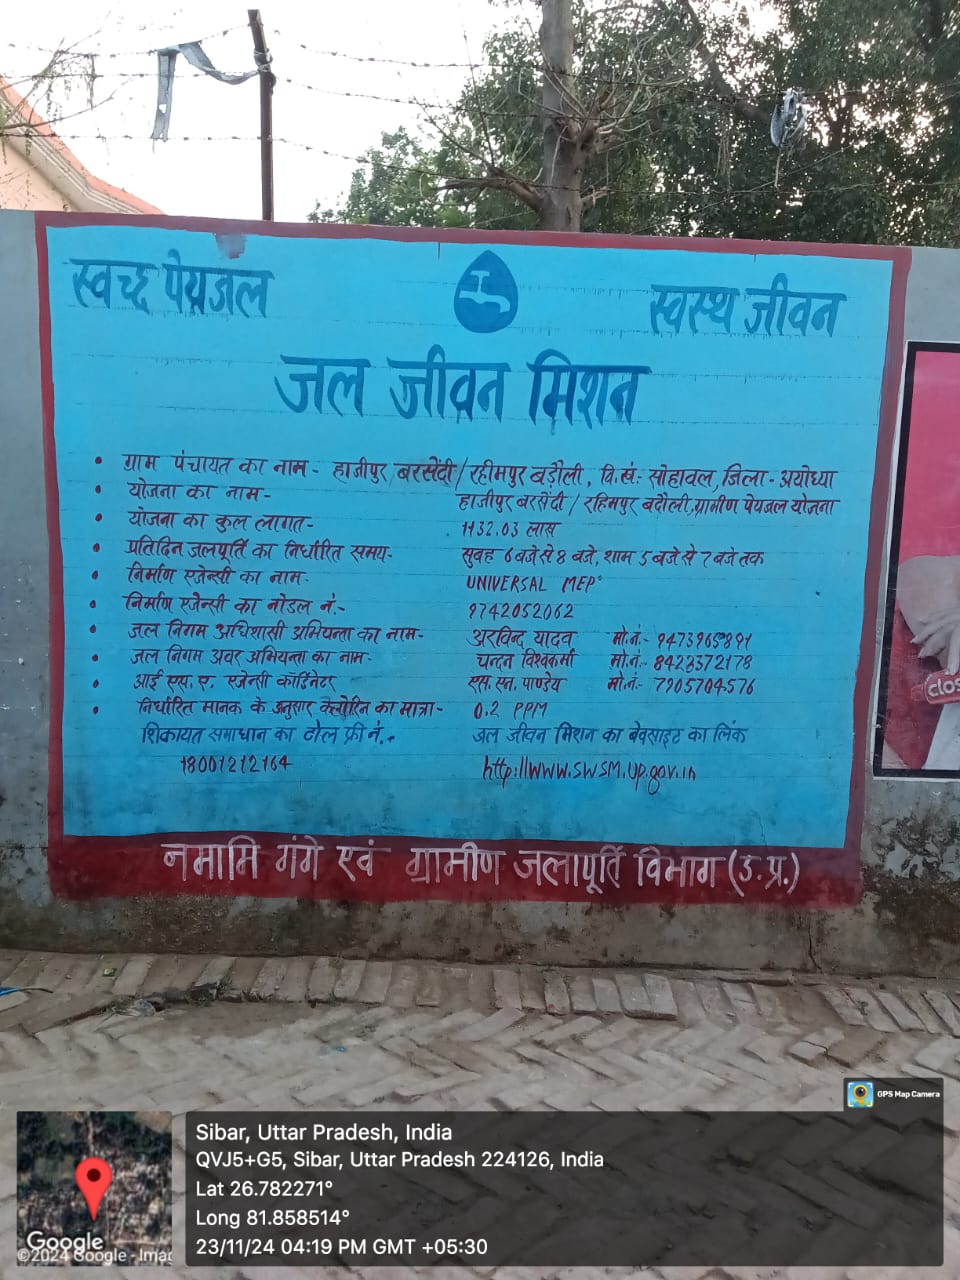 स्वच्छ पेयजल
स्वस्थ जीवन
जल जीवन मिशन
• ग्राम पंचायत का नाम - हाजीपुर बरसेंदी / रहीमपुर बड़ौली, वि.खं: सोहावल, जिला - अयोध्या
• योजना का नाम - हाजीपुर बरसेंदी / रहिमपुर बदौली, ग्रामीण पेयजल योजना
• योजना का कुल लागत - 1132.03 लाख
• प्रतिदिन जलपूर्ति का निर्धारित समय - सुबह 6 बजे से 8 बजे, शाम 5 बजे से 7 बजे तक
• निर्माण एजेन्सी का नाम - UNIVERSAL MEP
• निर्माण एजेन्सी का नोडल नं. - 9742052062
• जल निगम अधिशासी अभियन्ता का नाम - अरविन्द यादव मो.नं:-
• जल निगम अवर अभियन्ता का नाम - चन्दन विश्वकर्मा मो.नं:- 8423372178
• आई एस. ए. एजेन्सी कॉर्डिनेटर एस. एन. पाण्डेय मो.नं:- 7905704576
• निर्धारित मानक के अनुसार क्लोरिन का मात्रा - 0.2 PPM
शिकायत समाधान का टोल फ्री नं. - जल जीवन मिशन का वेबसाइट का लिंक
18001212164 http://www.swsm.up.gov.in
नमामि गंगे एवं ग्रामीण जलापूर्ति विभाग (उ.प्र.)
clos
GPS Map Camera
Sibar, Uttar Pradesh, India
QVJ5+G5, Sibar, Uttar Pradesh 224126, India
Lat 26.782271°
Long 81.858514°
23/11/24 04:19 PM GMT +05:30
Google
©2024 Google - Imag